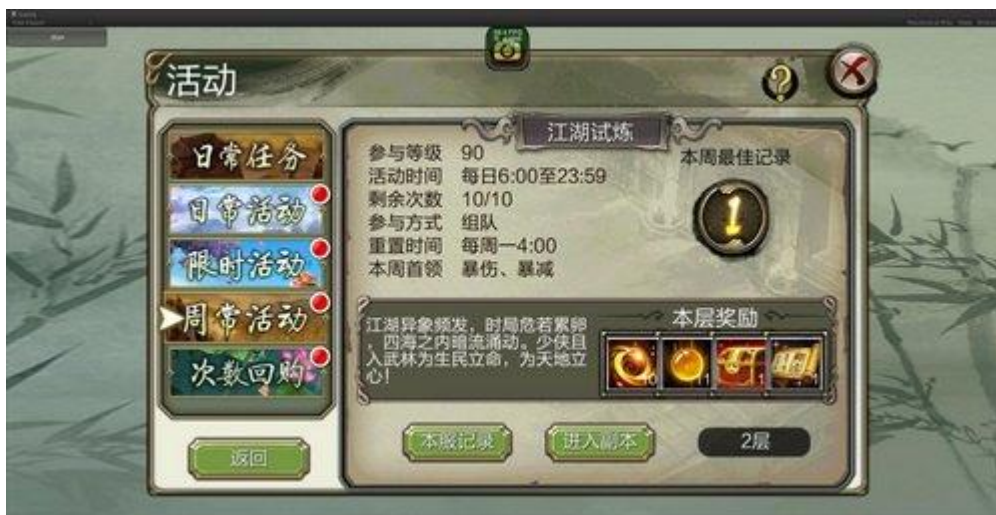 活动
江湖试炼
日常任务
日常活动
限时活动
周常活动
次数回购
返回
参与等级 90
活动时间 每日6:00至23:59
剩余次数 10/10
参与方式 组队
重置时间 每周一4:00
本周首领 暴伤、暴减
本周最佳记录
1
江湖异象频发，时局危若累卵
，四海之内暗流涌动。少侠且
入武林为生民立命，为天地立
心！
本层奖励
10
11
1
本服记录
进入副本
2层